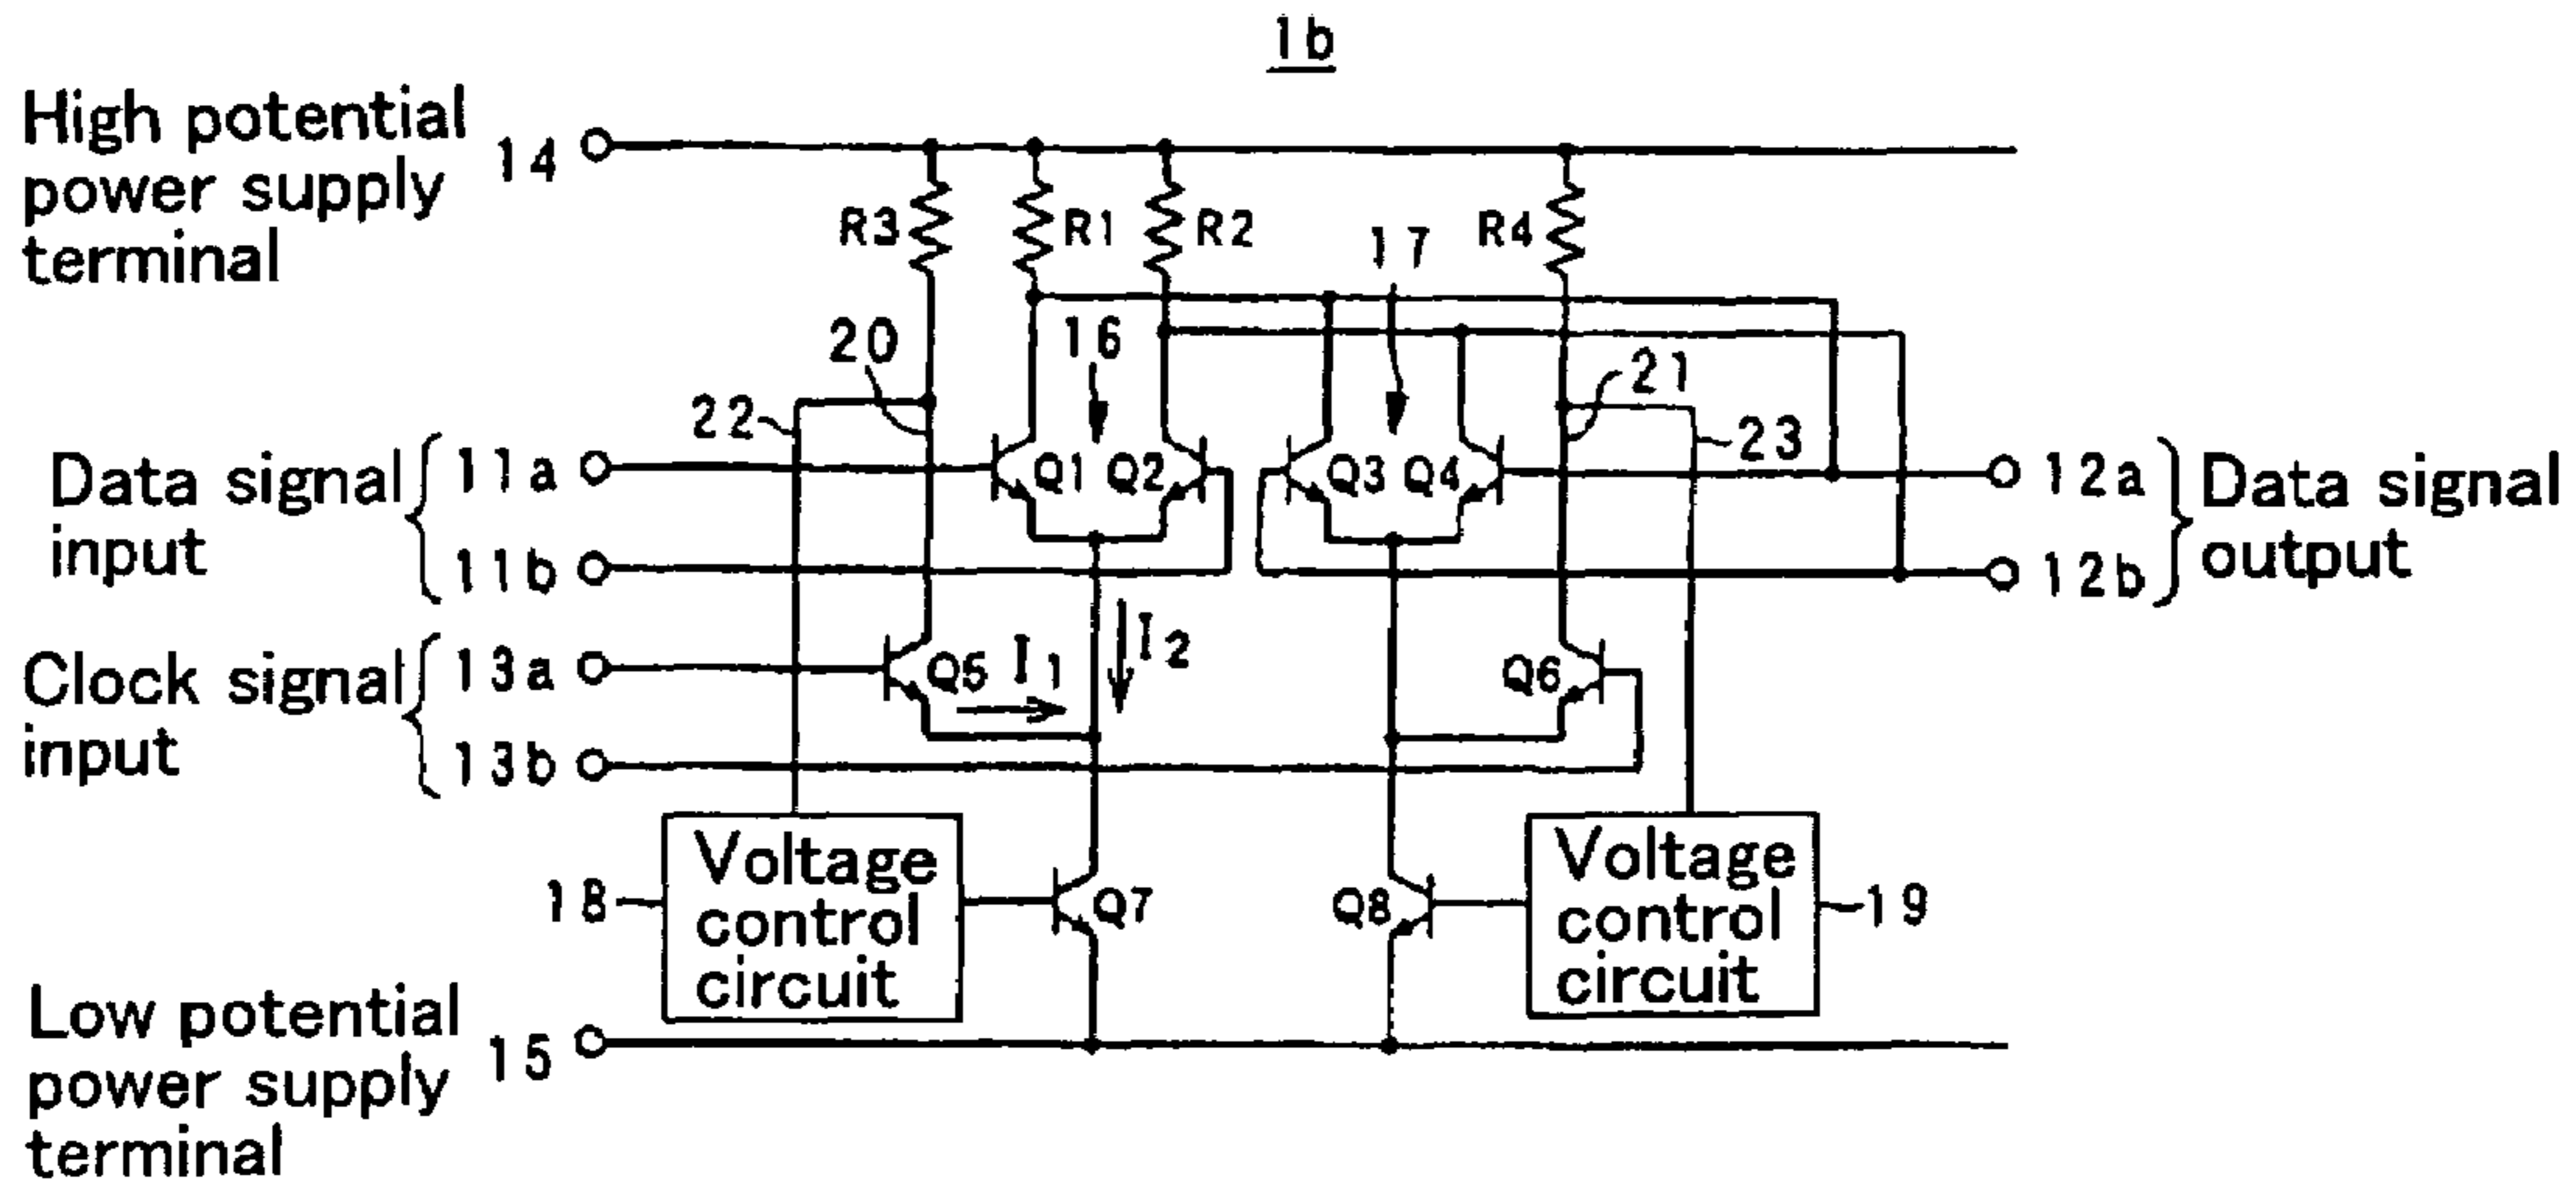 1b
High potential
power supply
terminal
14
R3
R1
R2
R4
17
16
20
21
22
23
Data signal
input
11a
11b
Q1
Q2
Q3
Q4
12a
12b
Data signal
output
Clock signal
input
13a
13b
Q5
I1
I2
Q6
Voltage
control
circuit
18
Q7
Q8
Voltage
control
circuit
19
Low potential
power supply
terminal
15